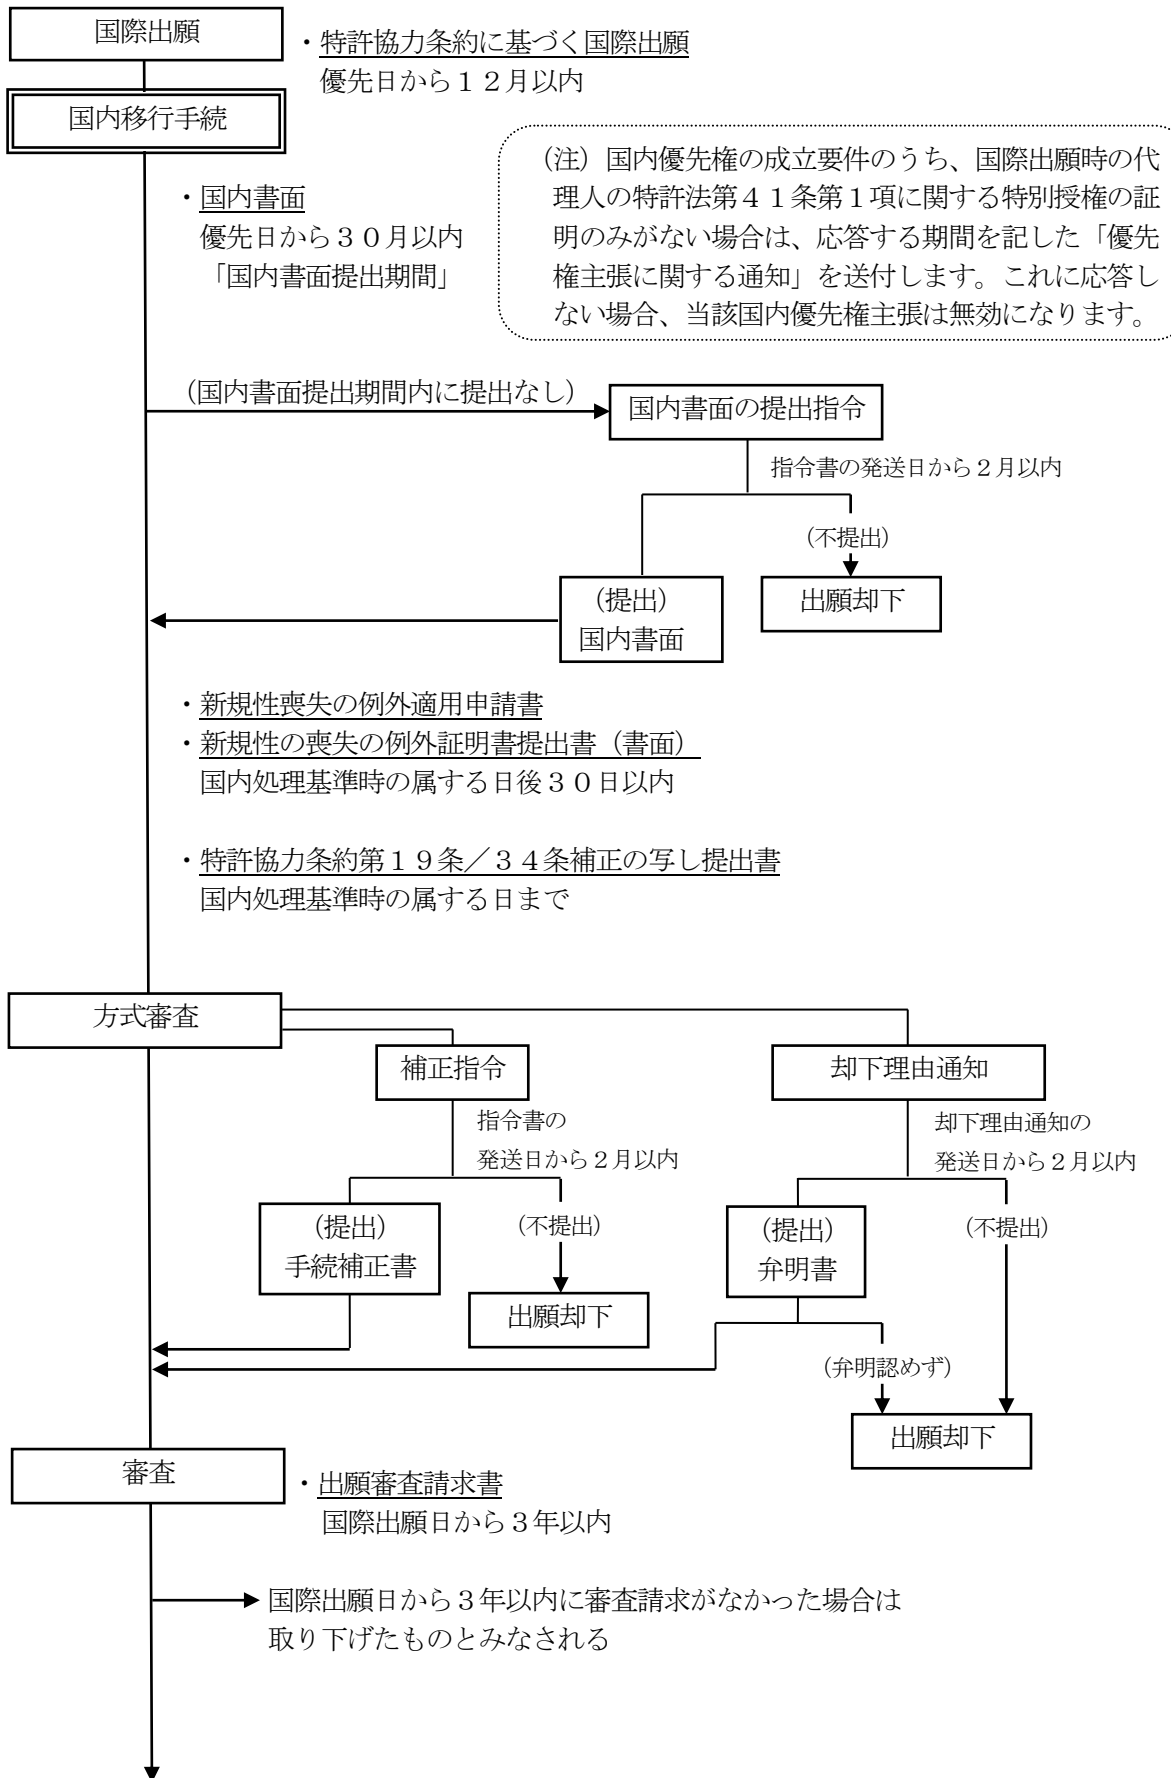 国際出願
・特許協力条約に基づく国際出願
優先日から１２月以内
国内移行手続
（注）国内優先権の成立要件のうち、国際出願時の代
理人の特許法第４１条第１項に関する特別授権の証
明のみがない場合は、応答する期間を記した「優先
権主張に関する通知」を送付します。これに応答し
ない場合、当該国内優先権主張は無効になります。
・国内書面
優先日から３０月以内
「国内書面提出期間」
（国内書面提出期間内に提出なし）
国内書面の提出指令
指令書の発送日から２月以内
（不提出）
（提出）
国内書面
出願却下
・新規性喪失の例外適用申請書
・新規性の喪失の例外証明書提出書（書面）
国内処理基準時の属する日後３０日以内
・特許協力条約第１９条／３４条補正の写し提出書
国内処理基準時の属する日まで
方式審査
補正指令
却下理由通知
指令書の
発送日から２月以内
却下理由通知の
発送日から２月以内
（提出）
手続補正書
（不提出）
出願却下
（提出）
弁明書
（不提出）
（弁明認めず）
出願却下
審査
・出願審査請求書
国際出願日から３年以内
国際出願日から３年以内に審査請求がなかった場合は
取り下げたものとみなされる